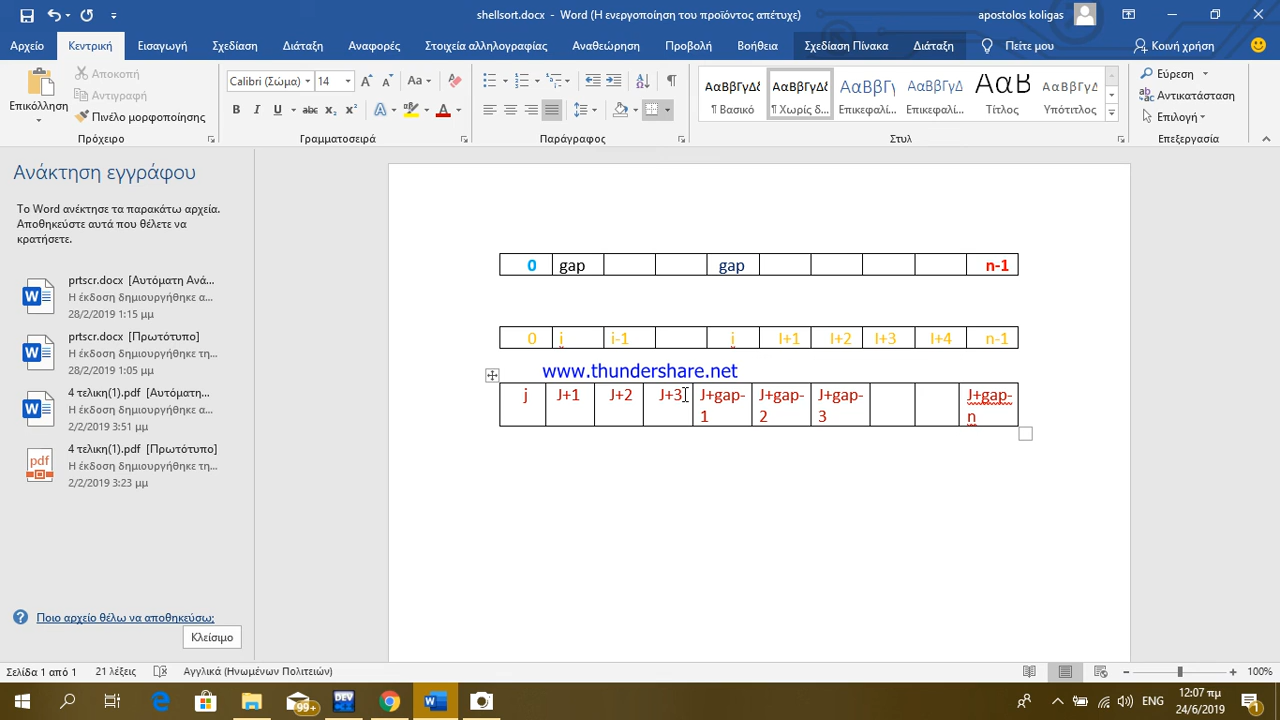 shellsort.docx - Word (Η ενεργοποίηση του προϊόντος απέτυχε)
apostolos koligas
Αρχείο Κεντρική Εισαγωγή Σχεδίαση Διάταξη Αναφορές Στοιχεία αλληλογραφίας Αναθεώρηση Προβολή Βοήθεια Σχεδίαση Πίνακα Διάταξη Πείτε μου Κοινή χρήση
Επικόλληση
Αποκοπή
Αντιγραφή
Πινέλο μορφοποίησης
Πρόχειρο
Calibri (Σώμα) 14
Γραμματοσειρά
Παράγραφος
ΑαΒβΓγΔδ ΑαΒβΓγΔδ ΑαΒβΓγ ΑαΒβΓγΔ ΑαΒ ΑαΒβΓγΔ
¶ Βασικό ¶ Χωρίς δ... Επικεφαλί... Επικεφαλί... Τίτλος Υπότιτλος
Στυλ
Εύρεση
Αντικατάσταση
Επιλογή
Επεξεργασία
Ανάκτηση εγγράφου
Το Word ανέκτησε τα παρακάτω αρχεία.
Αποθηκεύστε αυτά που θέλετε να
κρατήσετε.
prtscr.docx [Αυτόματη Ανά...
Η έκδοση δημιουργήθηκε α...
28/2/2019 1:15 μμ
prtscr.docx [Πρωτότυπο]
Η έκδοση δημιουργήθηκε τη...
28/2/2019 1:05 μμ
4 τελικη(1).pdf [Αυτόματη...
Η έκδοση δημιουργήθηκε α...
2/2/2019 3:51 μμ
4 τελικη(1).pdf [Πρωτότυπο]
Η έκδοση δημιουργήθηκε α...
2/2/2019 3:23 μμ
Ποιο αρχείο θέλω να αποθηκεύσω;
Κλείσιμο
0 gap gap n-1
0 i i-1 i I+1 I+2 I+3 I+4 n-1
www.thundershare.net
j J+1 J+2 J+3 J+gap-1 J+gap-2 J+gap-3 J+gap-n
Σελίδα 1 από 1 21 λέξεις Αγγλικά (Ηνωμένων Πολιτειών) 100%
99+ DEV ENG 12:07 πμ
24/6/2019